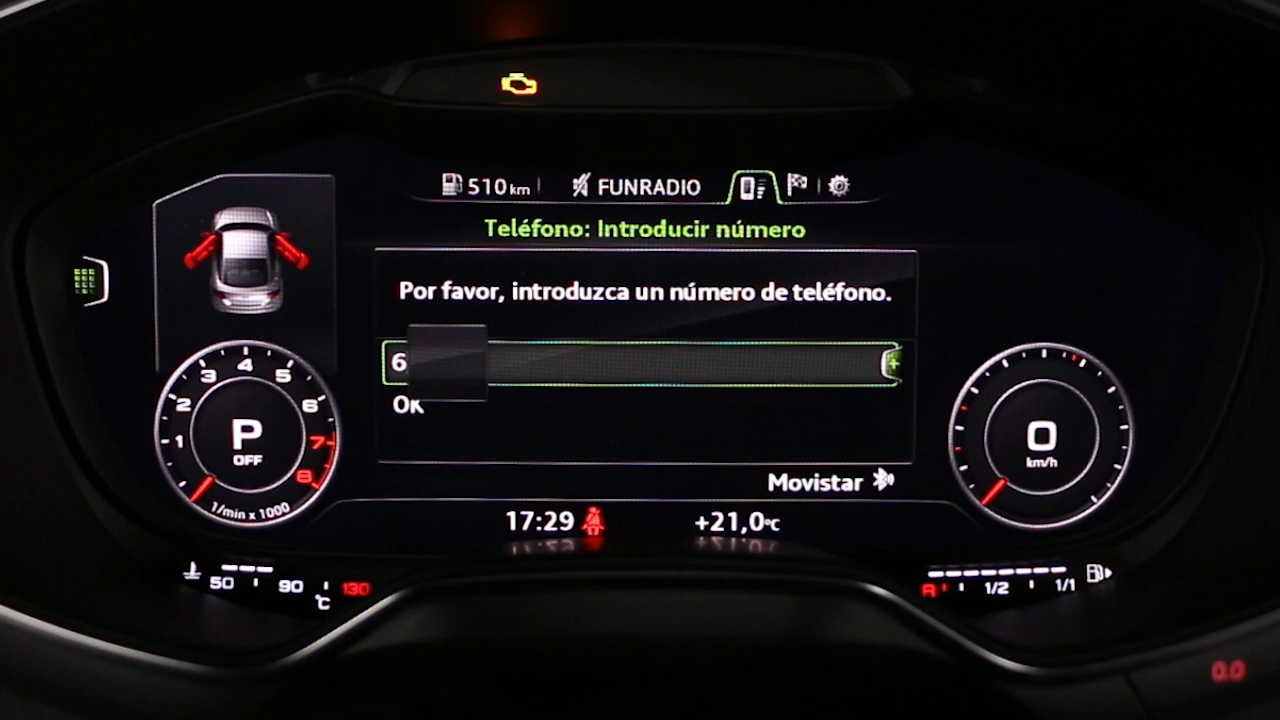 510 km FUNRADIO
Teléfono: Introducir número
Por favor, introduzca un número de teléfono.
6
OK
Movistar
1 2 3 4 5 6 7 8
P
OFF
1/min x 1000
0
km/h
17:29 +21,0°C
50 90 130
°C
R 1/2 1/1
0.0